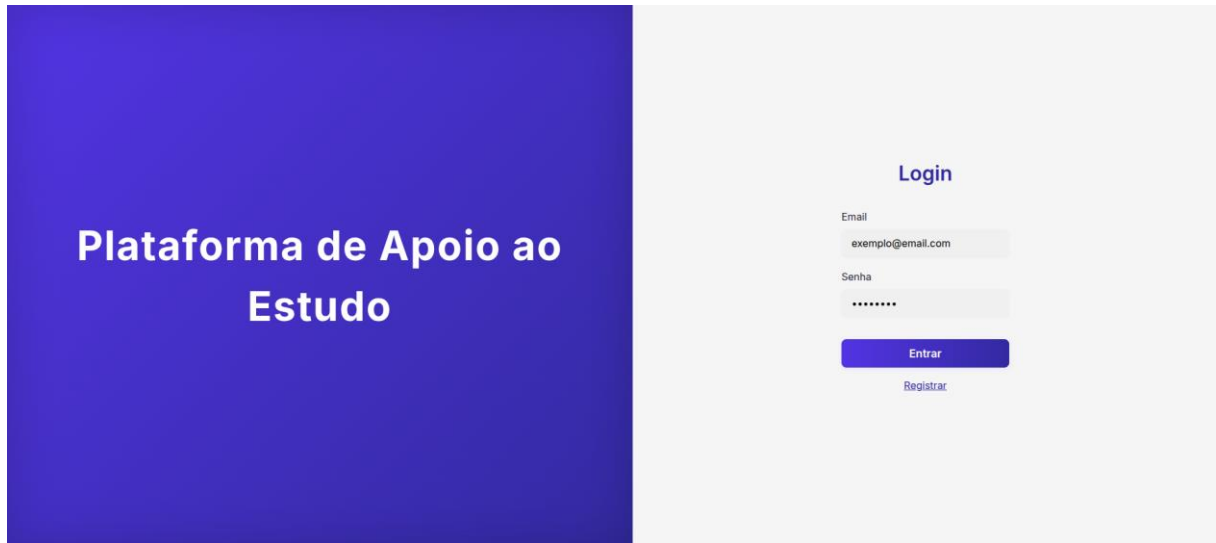 Plataforma de Apoio ao
Estudo
Login
Email
exemplo@email.com
Senha
••••••••
Entrar
Registrar